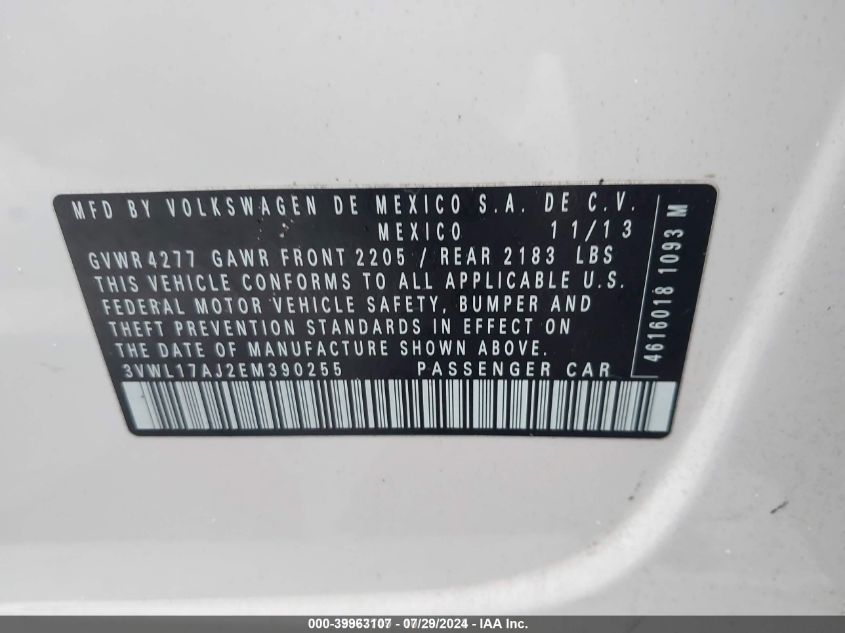 MFD BY VOLKSWAGEN DE MEXICO S.A. DE C.V.
MEXICO 11/13
GVWR 4277 GAWR FRONT 2205 / REAR 2183 LBS
THIS VEHICLE CONFORMS TO ALL APPLICABLE U.S.
FEDERAL MOTOR VEHICLE SAFETY, BUMPER AND
THEFT PREVENTION STANDARDS IN EFFECT ON
THE DATE OF MANUFACTURE SHOWN ABOVE.
3VWL17AJ2EM390255 PASSENGER CAR
4616018 1093 M
000-39963107 - 07/29/2024 - IAA Inc.